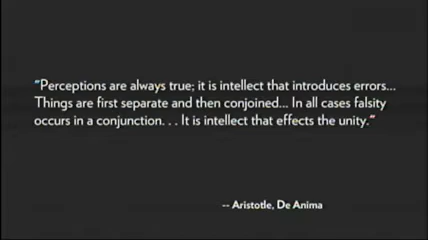 "Perceptions are always true; it is intellect that introduces errors...
Things are first separate and then conjoined... In all cases falsity
occurs in a conjunction. . . It is intellect that effects the unity."
-- Aristotle, De Anima